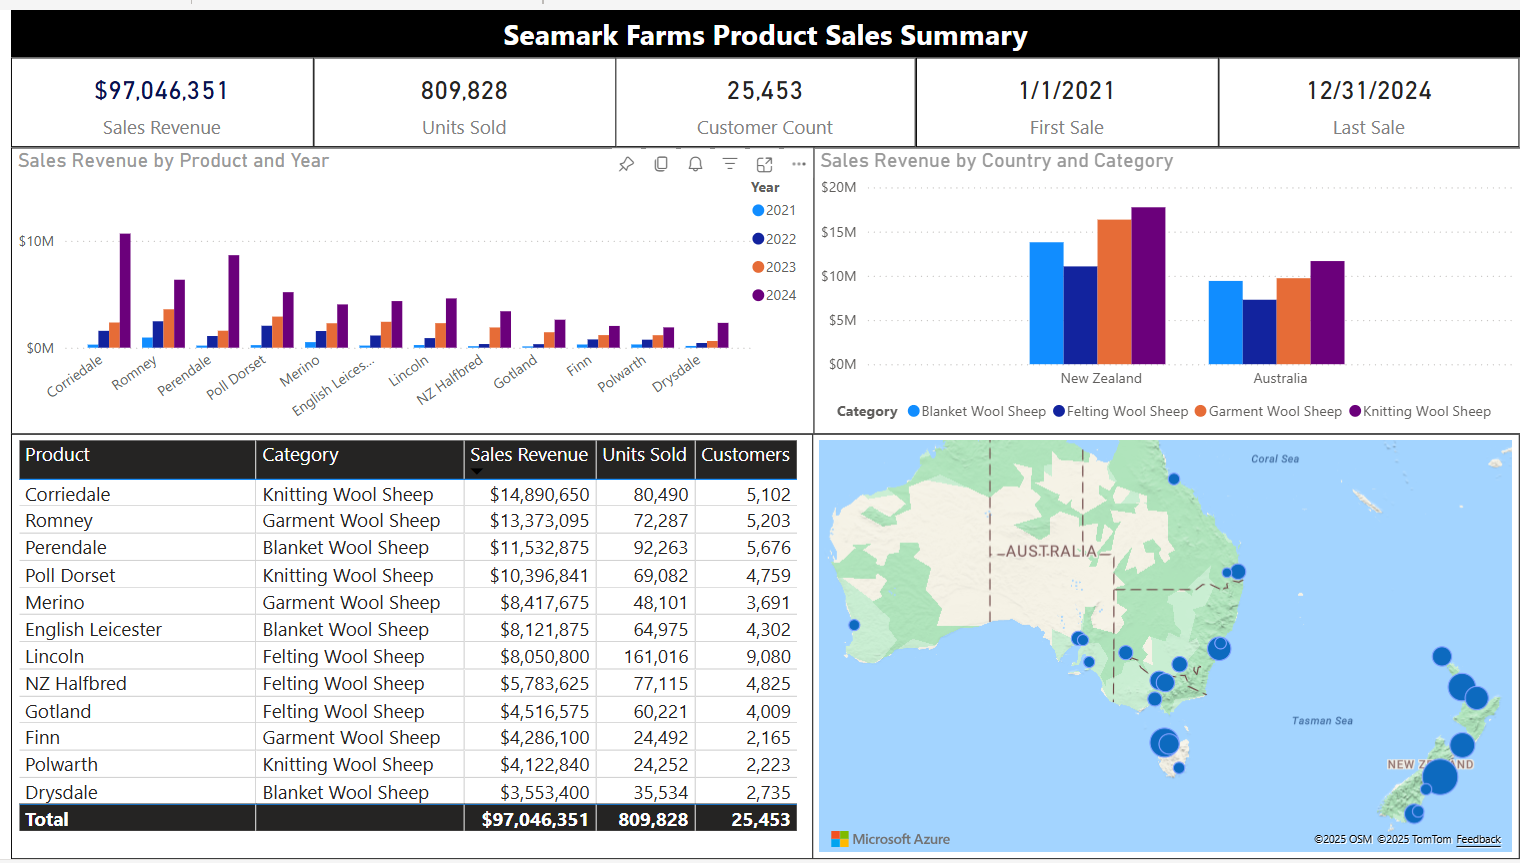 Seamark Farms Product Sales Summary
$97,046,351
Sales Revenue
809,828
Units Sold
25,453
Customer Count
1/1/2021
First Sale
12/31/2024
Last Sale
Sales Revenue by Product and Year
Year
2021
2022
2023
2024
$10M
$0M
Corriedale
Romney
Perendale
Poll Dorset
Merino
English Leices...
Lincoln
NZ Halfbred
Gotland
Finn
Polwarth
Drysdale
Sales Revenue by Country and Category
$20M
$15M
$10M
$5M
$0M
New Zealand
Australia
Category Blanket Wool Sheep Felting Wool Sheep Garment Wool Sheep Knitting Wool Sheep
Product Category Sales Revenue Units Sold Customers
Corriedale Knitting Wool Sheep $14,890,650 80,490 5,102
Romney Garment Wool Sheep $13,373,095 72,287 5,203
Perendale Blanket Wool Sheep $11,532,875 92,263 5,676
Poll Dorset Knitting Wool Sheep $10,396,841 69,082 4,759
Merino Garment Wool Sheep $8,417,675 48,101 3,691
English Leicester Blanket Wool Sheep $8,121,875 64,975 4,302
Lincoln Felting Wool Sheep $8,050,800 161,016 9,080
NZ Halfbred Felting Wool Sheep $5,783,625 77,115 4,825
Gotland Felting Wool Sheep $4,516,575 60,221 4,009
Finn Garment Wool Sheep $4,286,100 24,492 2,165
Polwarth Knitting Wool Sheep $4,122,840 24,252 2,223
Drysdale Blanket Wool Sheep $3,553,400 35,534 2,735
Total $97,046,351 809,828 25,453
Coral Sea
AUSTRALIA
Tasman Sea
NEW
Microsoft Azure
©2025 OSM ©2025 TomTom Feedback